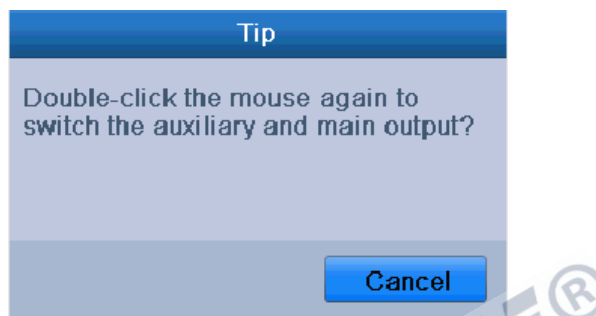 Tip
Double-click the mouse again to
switch the auxiliary and main output?
Cancel
®